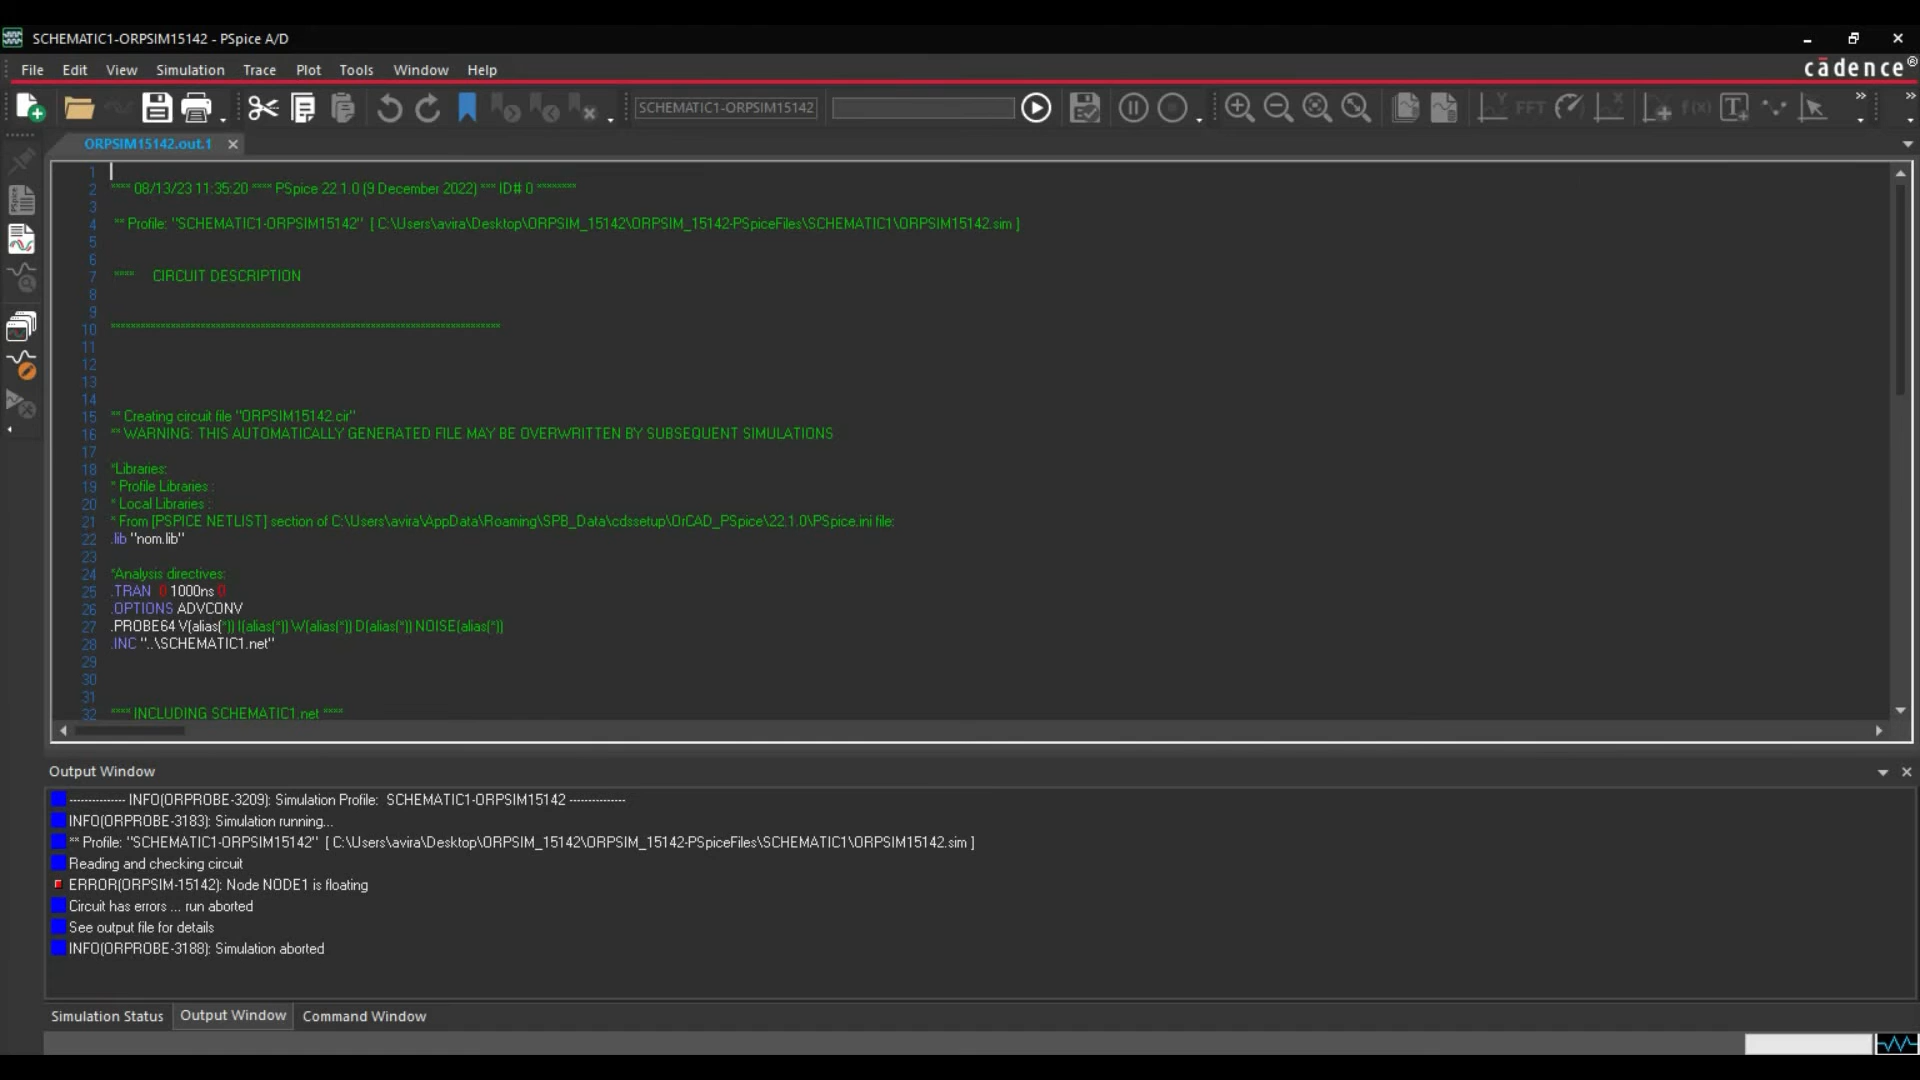 SCHEMATIC1-ORPSIM15142 - PSpice A/D
File Edit View Simulation Trace Plot Tools Window Help
cādence®
SCHEMATIC1-ORPSIM15142
FFT
f(x)
ORPSIM15142.out.1
1
2 **** 08/13/23 11:35:20 **** PSpice 22.1.0 (9 December 2022) *** ID# 0 ********
3
4 ** Profile: "SCHEMATIC1-ORPSIM15142" [ C:\Users\avira\Desktop\ORPSIM_15142\ORPSIM_15142-PSpiceFiles\SCHEMATIC1\ORPSIM15142.sim ]
5
6
7 **** CIRCUIT DESCRIPTION
8
9
10 ******************************************************************************
11
12
13
14
15 ** Creating circuit file "ORPSIM15142.cir"
16 ** WARNING: THIS AUTOMATICALLY GENERATED FILE MAY BE OVERWRITTEN BY SUBSEQUENT SIMULATIONS
17
18 *Libraries:
19 * Profile Libraries :
20 * Local Libraries :
21 * From [PSPICE NETLIST] section of C:\Users\avira\AppData\Roaming\SPB_Data\cdssetup\OrCAD_PSpice\22.1.0\PSpice.ini file:
22 .lib "nom.lib"
23
24 *Analysis directives:
25 .TRAN 0 1000ns 0
26 .OPTIONS ADVCONV
27 .PROBE64 V(alias(*)) I(alias(*)) W(alias(*)) D(alias(*)) NOISE(alias(*))
28 .INC "..\SCHEMATIC1.net"
29
30
31
32 **** INCLUDING SCHEMATIC1.net ****
Output Window
-------------- INFO(ORPROBE-3209): Simulation Profile: SCHEMATIC1-ORPSIM15142 --------------
INFO(ORPROBE-3183): Simulation running...
** Profile: "SCHEMATIC1-ORPSIM15142" [ C:\Users\avira\Desktop\ORPSIM_15142\ORPSIM_15142-PSpiceFiles\SCHEMATIC1\ORPSIM15142.sim ]
Reading and checking circuit
ERROR(ORPSIM-15142): Node NODE1 is floating
Circuit has errors ... run aborted
See output file for details
INFO(ORPROBE-3188): Simulation aborted
Simulation Status Output Window Command Window